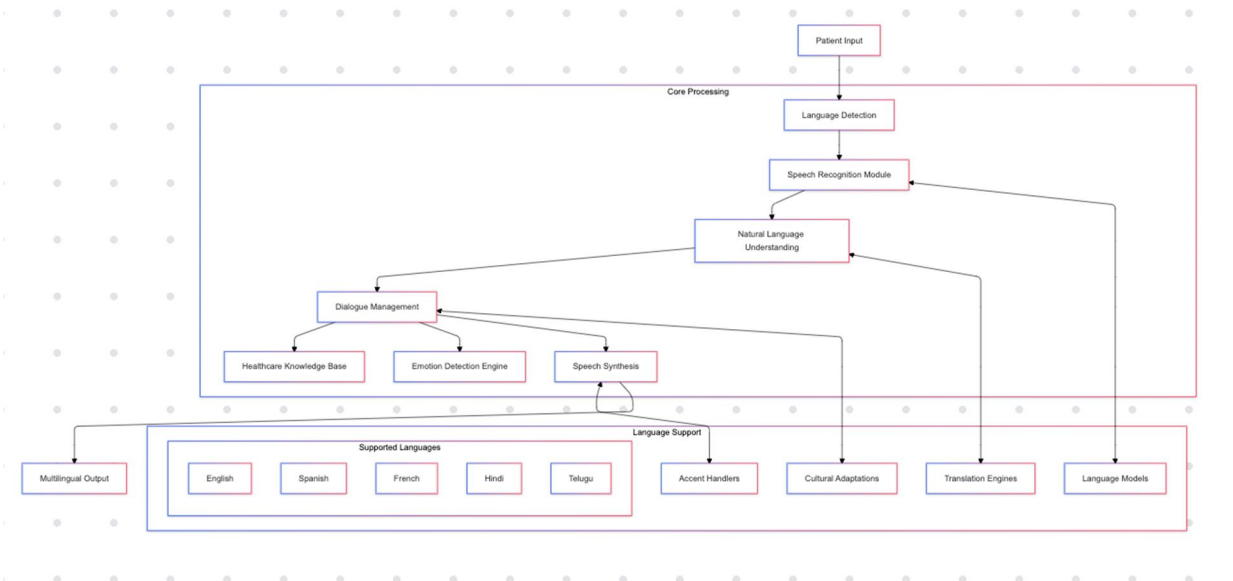 Patient Input
Core Processing
Language Detection
Speech Recognition Module
Natural Language
Understanding
Dialogue Management
Healthcare Knowledge Base
Emotion Detection Engine
Speech Synthesis
Language Support
Supported Languages
Multilingual Output
English
Spanish
French
Hindi
Telugu
Accent Handlers
Cultural Adaptations
Translation Engines
Language Models